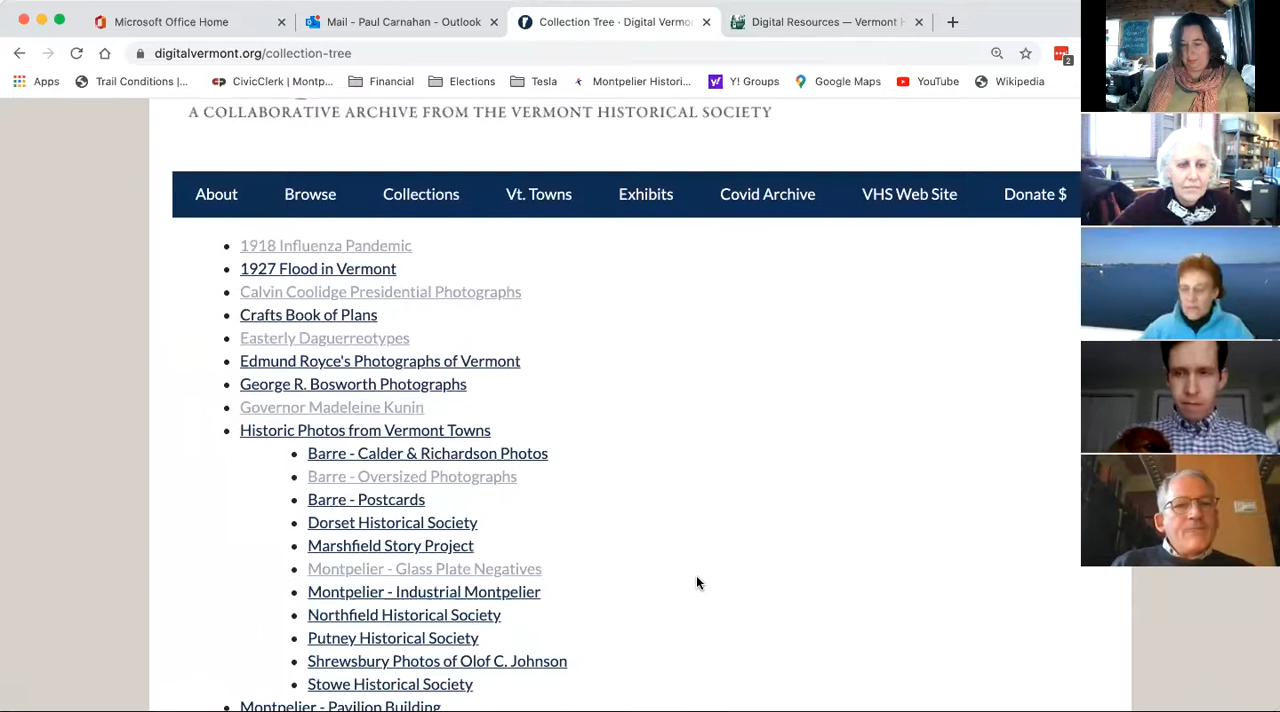 Microsoft Office Home
Mail - Paul Carnahan - Outlook
Collection Tree · Digital Vermo
Digital Resources — Vermont H
digitalvermont.org/collection-tree
2
Apps
Trail Conditions |...
CivicClerk | Montp...
Financial
Elections
Tesla
Montpelier Histori...
Y! Groups
Google Maps
YouTube
Wikipedia
A COLLABORATIVE ARCHIVE FROM THE VERMONT HISTORICAL SOCIETY
About
Browse
Collections
Vt. Towns
Exhibits
Covid Archive
VHS Web Site
Donate $
1918 Influenza Pandemic
1927 Flood in Vermont
Calvin Coolidge Presidential Photographs
Crafts Book of Plans
Easterly Daguerreotypes
Edmund Royce's Photographs of Vermont
George R. Bosworth Photographs
Governor Madeleine Kunin
Historic Photos from Vermont Towns
Barre - Calder & Richardson Photos
Barre - Oversized Photographs
Barre - Postcards
Dorset Historical Society
Marshfield Story Project
Montpelier - Glass Plate Negatives
Montpelier - Industrial Montpelier
Northfield Historical Society
Putney Historical Society
Shrewsbury Photos of Olof C. Johnson
Stowe Historical Society
Montpelier - Pavilion Building